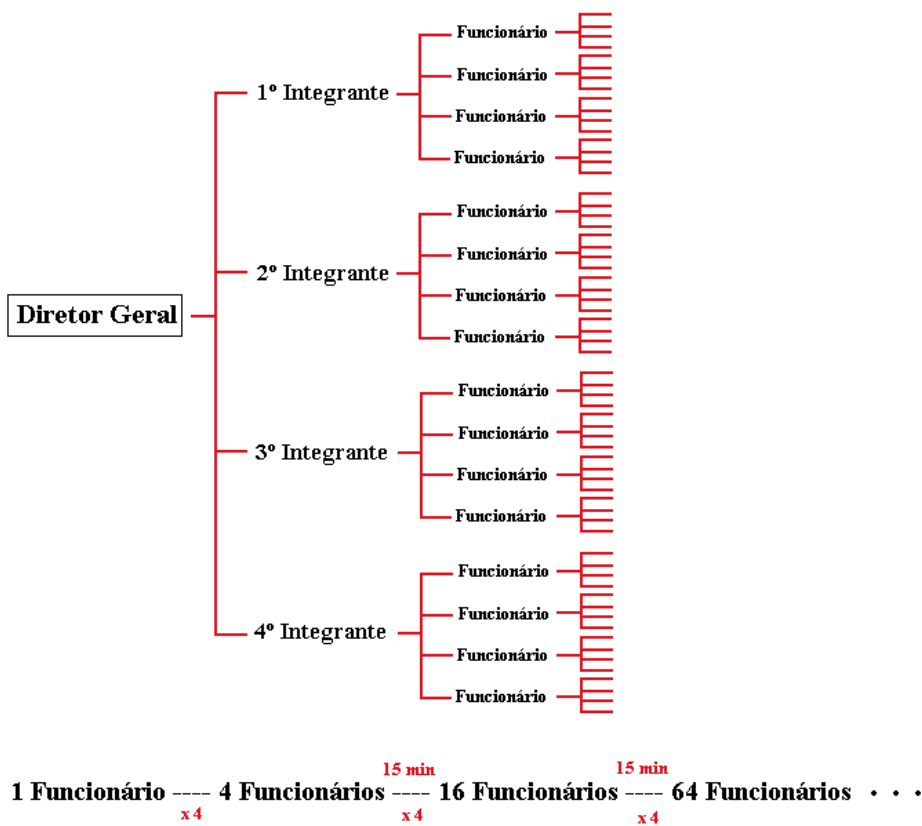 Funcionário
Funcionário
1º Integrante
Funcionário
Funcionário
Funcionário
Funcionário
2º Integrante
Funcionário
Funcionário
Diretor Geral
Funcionário
Funcionário
3º Integrante
Funcionário
Funcionário
Funcionário
Funcionário
4º Integrante
Funcionário
Funcionário
15 min 15 min
1 Funcionário ---- 4 Funcionários ---- 16 Funcionários ---- 64 Funcionários . . .
x 4 x 4 x 4